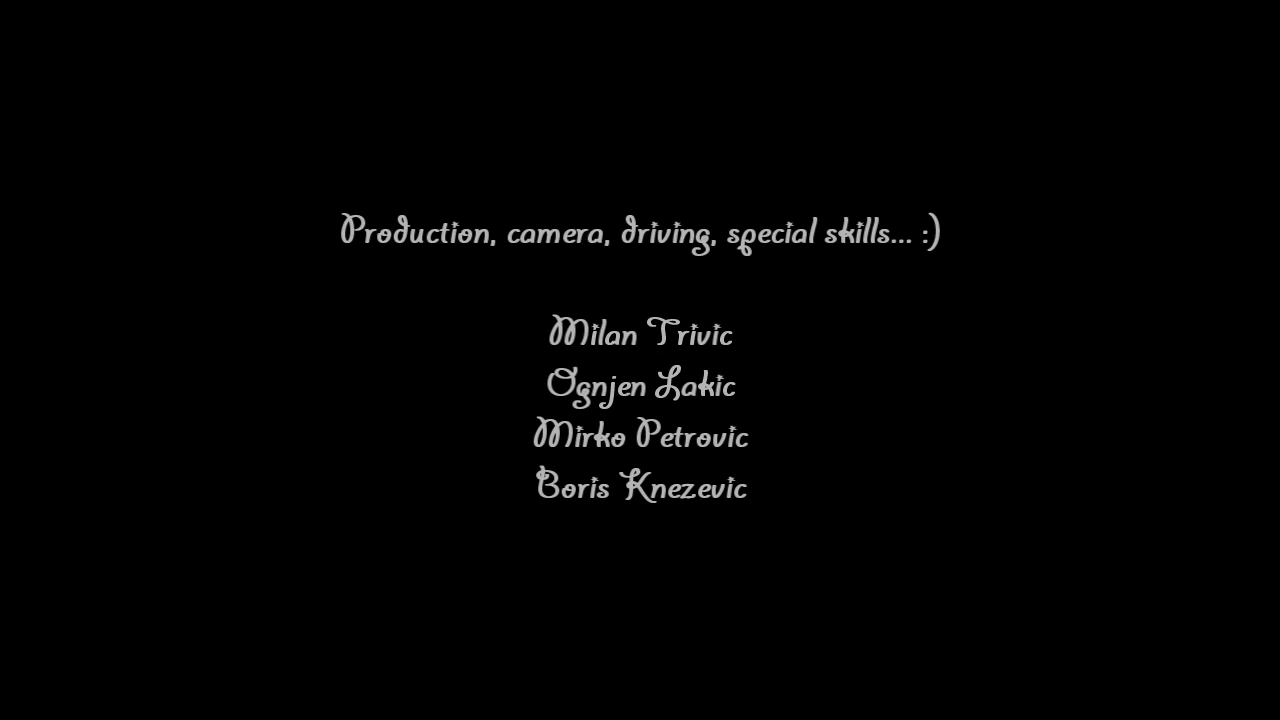 Production, camera, driving, special skills... :)
Milan Trivic
Ognjen Lakic
Mirko Petrovic
Boris Knezevic